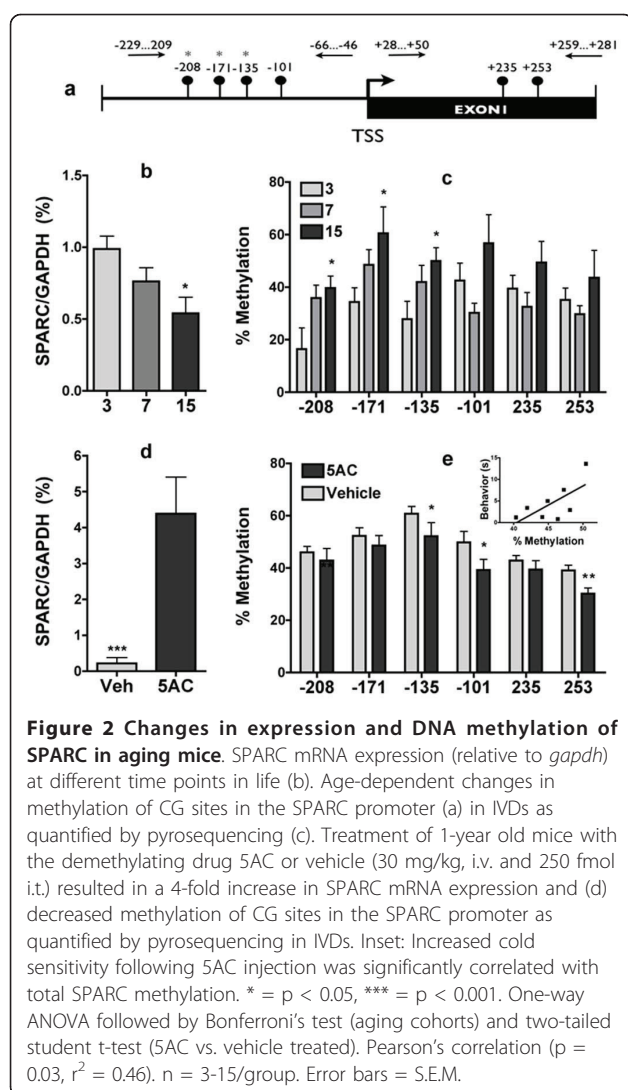 -229...209
-66...-46
+28...+50
+259...+281
* * *
-208 -171 -135 -101 +235 +253
a
EXON1
TSS
b
SPARC/GAPDH (%)
1.5
1.0
0.5
0.0
*
3 7 15
c
3
7
15
% Methylation
80
60
40
20
0
* * *
-208 -171 -135 -101 235 253
d
SPARC/GAPDH (%)
6
5
4
3
2
1
0
***
Veh 5AC
e
5AC
Vehicle
% Methylation
80
60
40
20
0
** * * **
-208 -171 -135 -101 235 253
Behavior (s)
15
10
5
0
40 45 50
% Methylation
Figure 2 Changes in expression and DNA methylation of
SPARC in aging mice. SPARC mRNA expression (relative to gapdh)
at different time points in life (b). Age-dependent changes in
methylation of CG sites in the SPARC promoter (a) in IVDs as
quantified by pyrosequencing (c). Treatment of 1-year old mice with
the demethylating drug 5AC or vehicle (30 mg/kg, i.v. and 250 fmol
i.t.) resulted in a 4-fold increase in SPARC mRNA expression and (d)
decreased methylation of CG sites in the SPARC promoter as
quantified by pyrosequencing in IVDs. Inset: Increased cold
sensitivity following 5AC injection was significantly correlated with
total SPARC methylation. * = p < 0.05, *** = p < 0.001. One-way
ANOVA followed by Bonferroni's test (aging cohorts) and two-tailed
student t-test (5AC vs. vehicle treated). Pearson's correlation (p =
0.03, r² = 0.46). n = 3-15/group. Error bars = S.E.M.